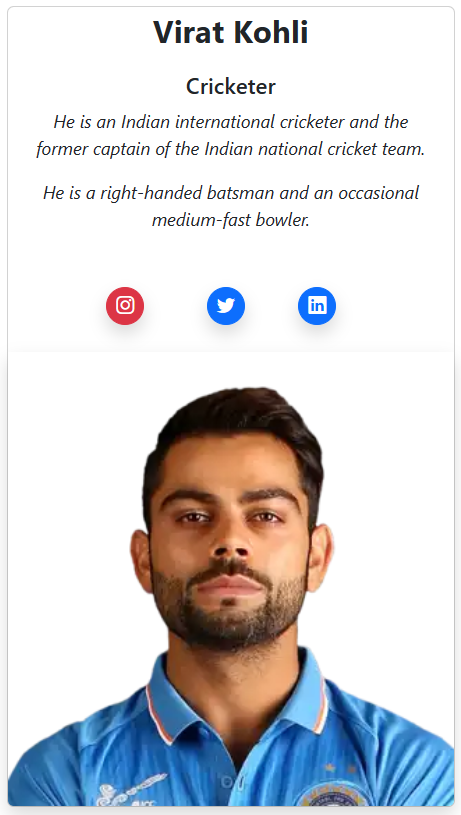 Virat Kohli
Cricketer
He is an Indian international cricketer and the
former captain of the Indian national cricket team.
He is a right-handed batsman and an occasional
medium-fast bowler.
in